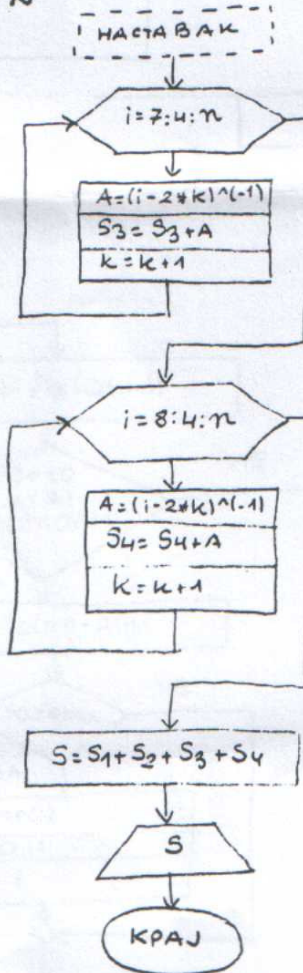 НАСТАВАК
i=7:4:n
A=(i-2*k)^(-1)
S3=S3+A
k=k+1
i=8:4:n
A=(i-2*k)^(-1)
S4=S4+A
k=k+1
S=S1+S2+S3+S4
S
КРАЈ